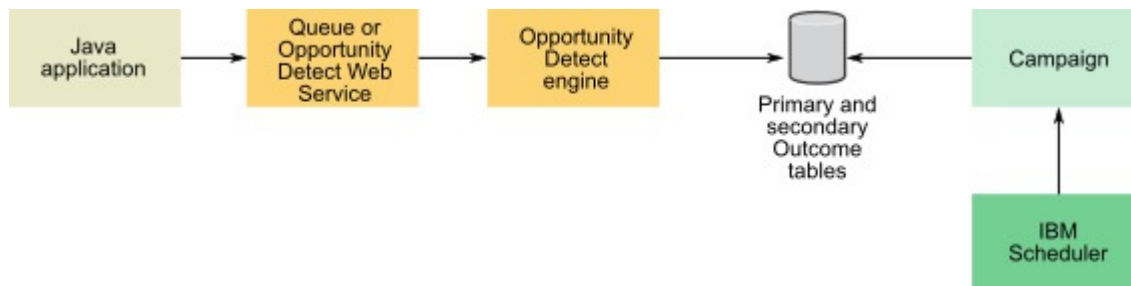 Java
application
Queue or
Opportunity
Detect Web
Service
Opportunity
Detect
engine
Primary and
secondary
Outcome
tables
Campaign
IBM
Scheduler